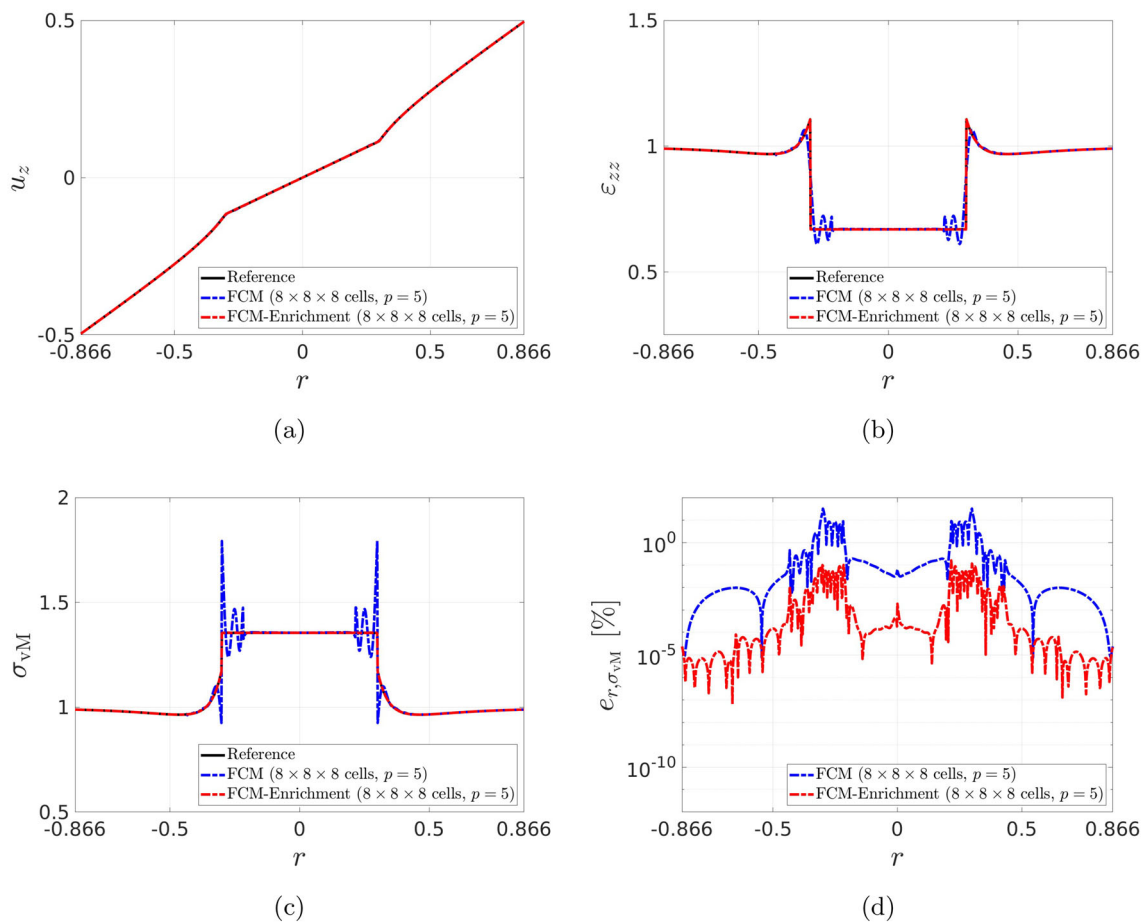 0.5
0
-0.5
u_z
-0.866
-0.5
0
0.5
0.866
r
Reference
FCM (8 × 8 × 8 cells, p = 5)
FCM-Enrichment (8 × 8 × 8 cells, p = 5)
(a)
1.5
1
0.5
ε_zz
-0.866
-0.5
0
0.5
0.866
r
Reference
FCM (8 × 8 × 8 cells, p = 5)
FCM-Enrichment (8 × 8 × 8 cells, p = 5)
(b)
2
1.5
1
0.5
σ_vM
-0.866
-0.5
0
0.5
0.866
r
Reference
FCM (8 × 8 × 8 cells, p = 5)
FCM-Enrichment (8 × 8 × 8 cells, p = 5)
(c)
10^0
10^-5
10^-10
e_r,σ_vM [%]
-0.866
-0.5
0
0.5
0.866
r
FCM (8 × 8 × 8 cells, p = 5)
FCM-Enrichment (8 × 8 × 8 cells, p = 5)
(d)